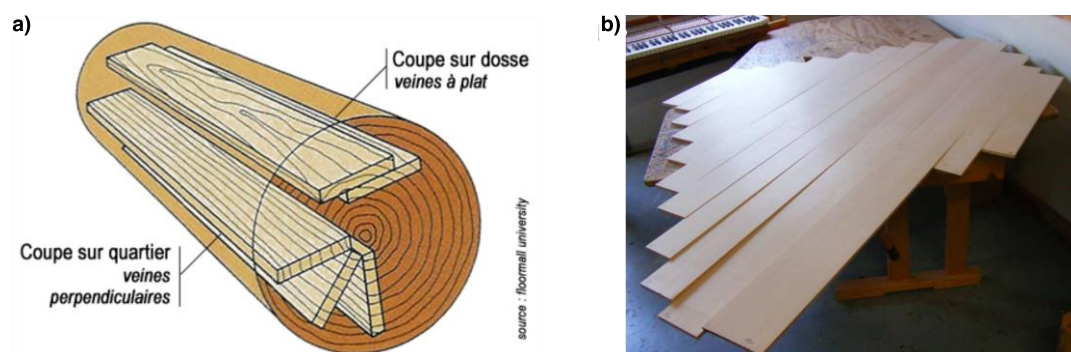 a)
Coupe sur dosse
veines à plat
Coupe sur quartier
veines
perpendiculaires
source : floormall university
b)